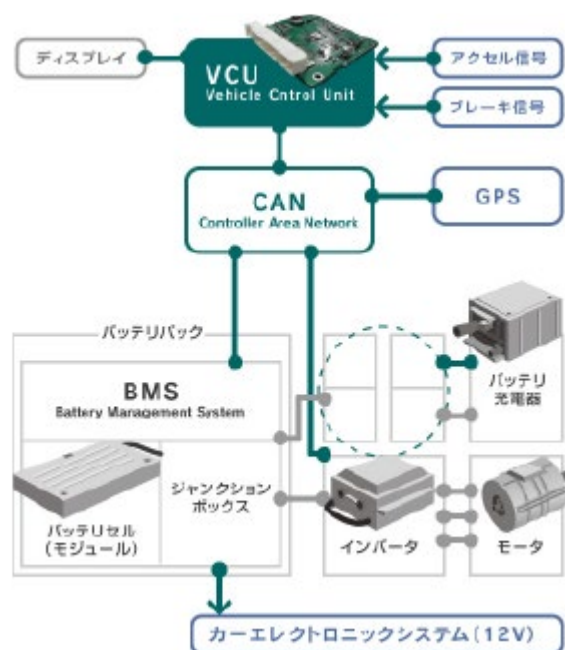 ディスプレイ
VCU
Vehicle Cntrol Unit
アクセル信号
ブレーキ信号
CAN
Controller Area Network
GPS
バッテリパック
BMS
Battery Management System
バッテリ
充電器
バッテリセル
(モジュール)
ジャンクション
ボックス
インバータ
モータ
カーエレクトロニックシステム(12V)